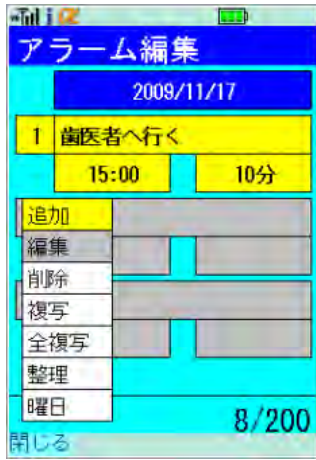 アラーム編集
2009/11/17
1 歯医者へ行く
15:00 10分
追加
編集
削除
複写
全複写
整理
曜日
8/200
閉じる